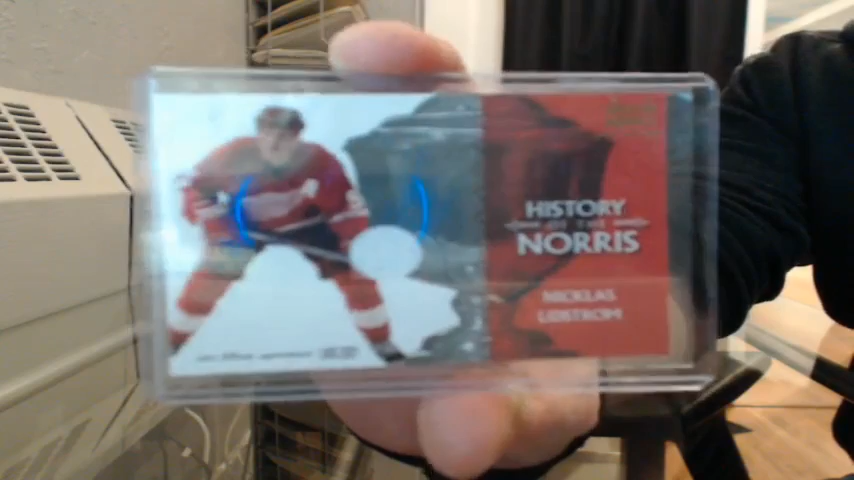 HISTORY
OF THE
NORRIS
NICKLAS
LIDSTROM